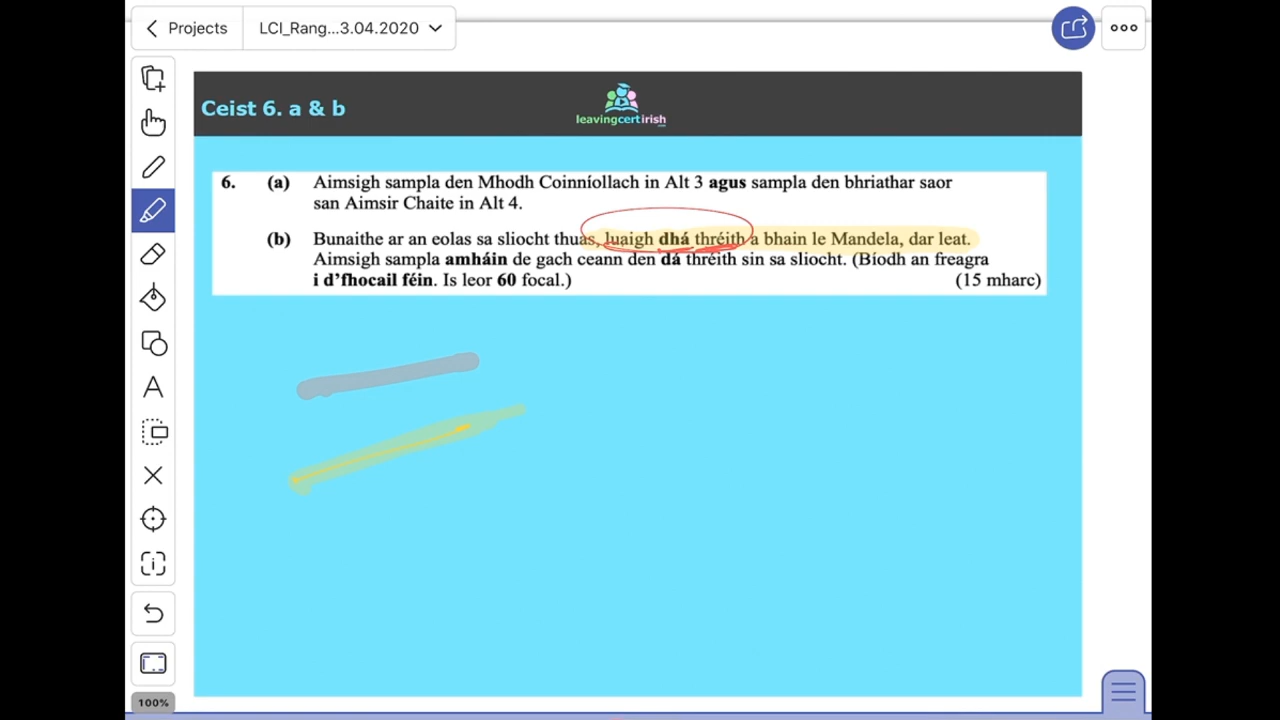 Projects
LCI_Rang...3.04.2020
Ceist 6. a & b
leavingcertirish
6. (a) Aimsigh sampla den Mhodh Coinníollach in Alt 3 agus sampla den bhriathar saor
san Aimsir Chaite in Alt 4.
(b) Bunaithe ar an eolas sa sliocht thuas, luaigh dhá thréith a bhain le Mandela, dar leat.
Aimsigh sampla amháin de gach ceann den dá thréith sin sa sliocht. (Bíodh an freagra
i d'fhocail féin. Is leor 60 focal.) (15 mharc)
A
100%